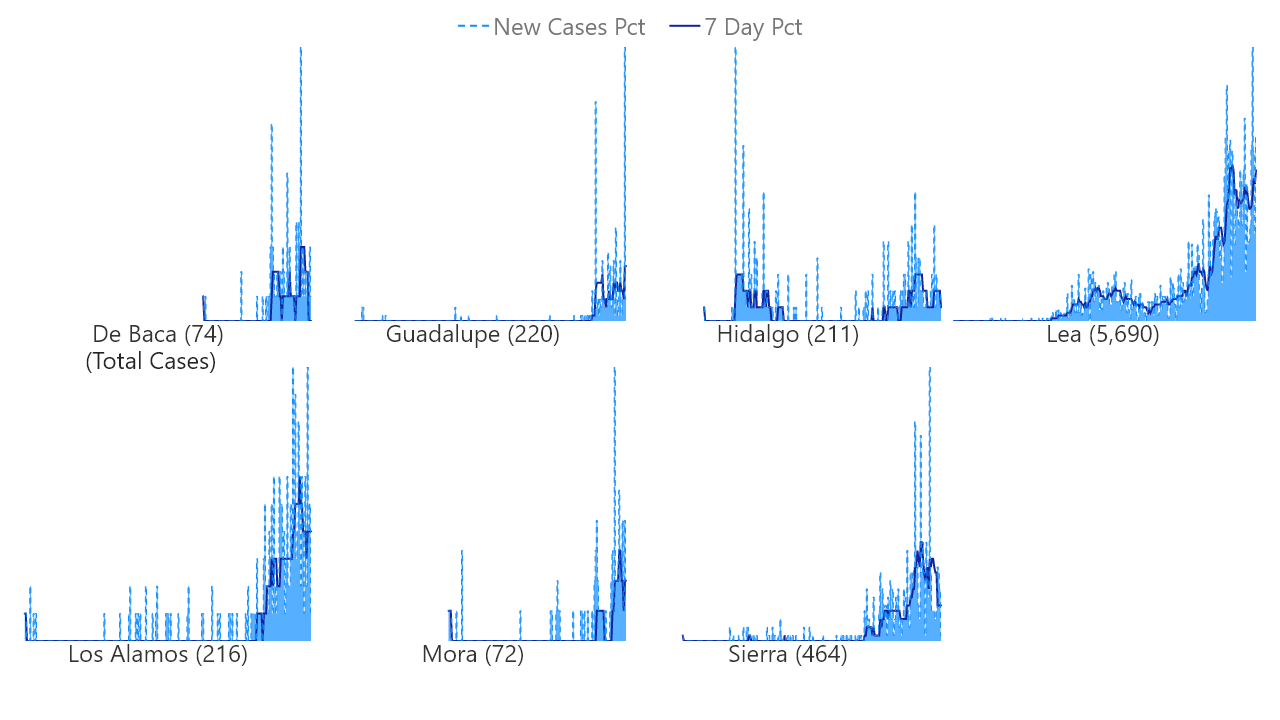 New Cases Pct 7 Day Pct
De Baca (74) Guadalupe (220) Hidalgo (211) Lea (5,690)
(Total Cases)
Los Alamos (216) Mora (72) Sierra (464)